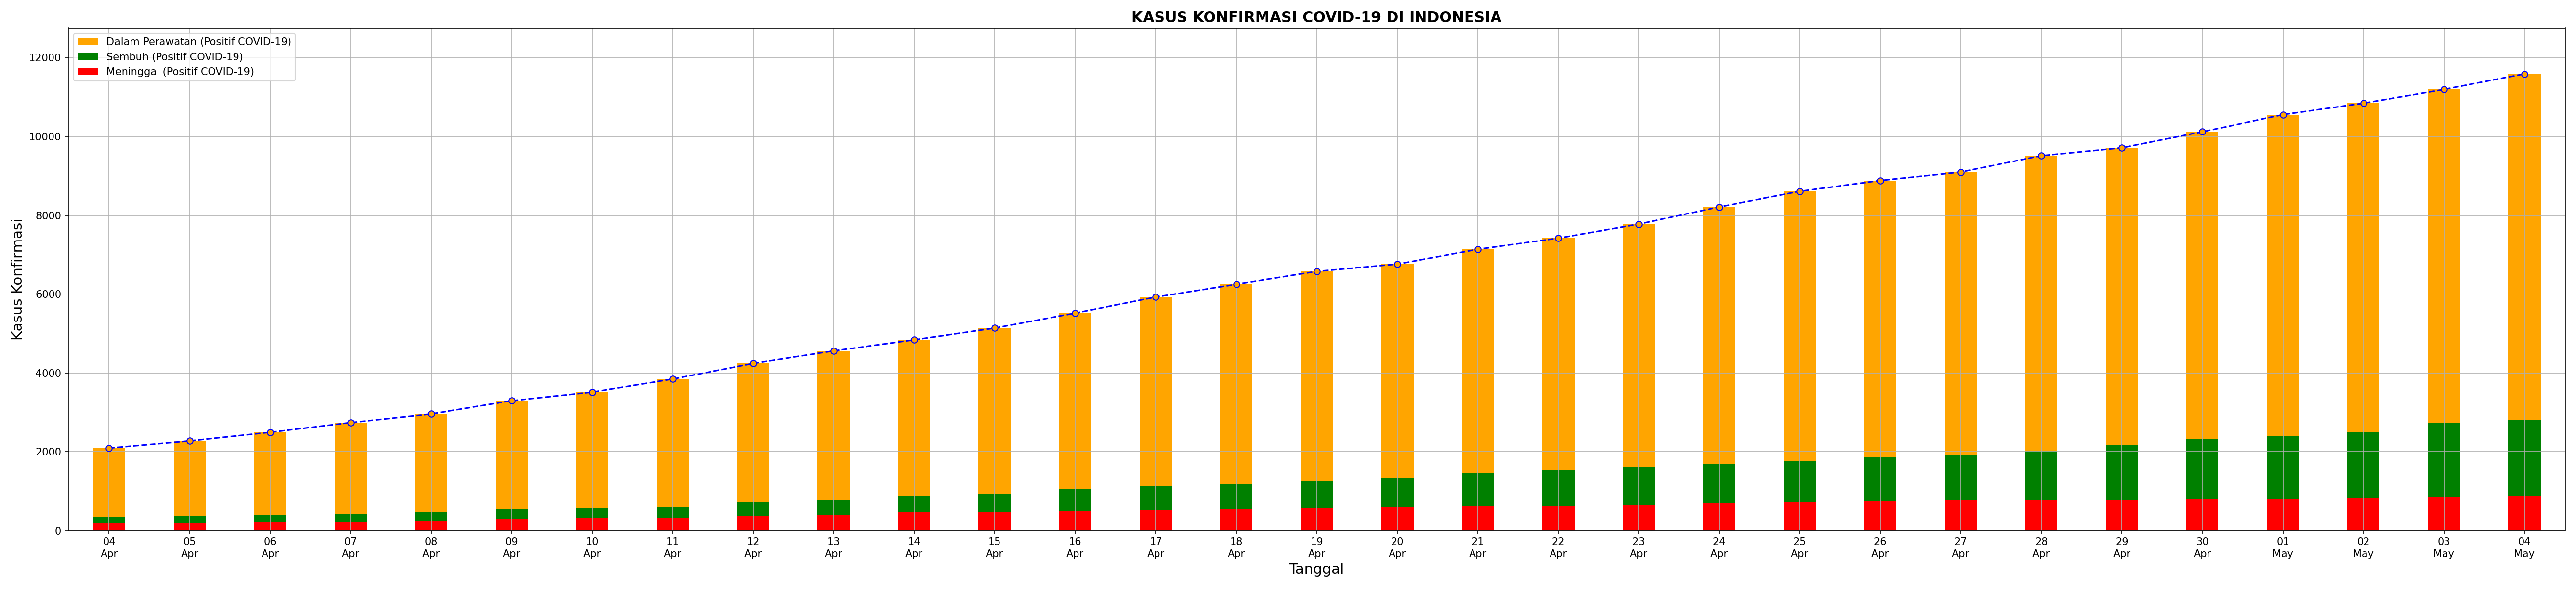 KASUS KONFIRMASI COVID-19 DI INDONESIA
Dalam Perawatan (Positif COVID-19)
Sembuh (Positif COVID-19)
Meninggal (Positif COVID-19)
12000
10000
8000
6000
4000
2000
0
Kasus Konfirmasi
04 05 06 07 08 09 10 11 12 13 14 15 16 17 18 19 20 21 22 23 24 25 26 27 28 29 30 01 02 03 04
Apr Apr Apr Apr Apr Apr Apr Apr Apr Apr Apr Apr Apr Apr Apr Apr Apr Apr Apr Apr Apr Apr Apr Apr Apr Apr Apr May May May May
Tanggal